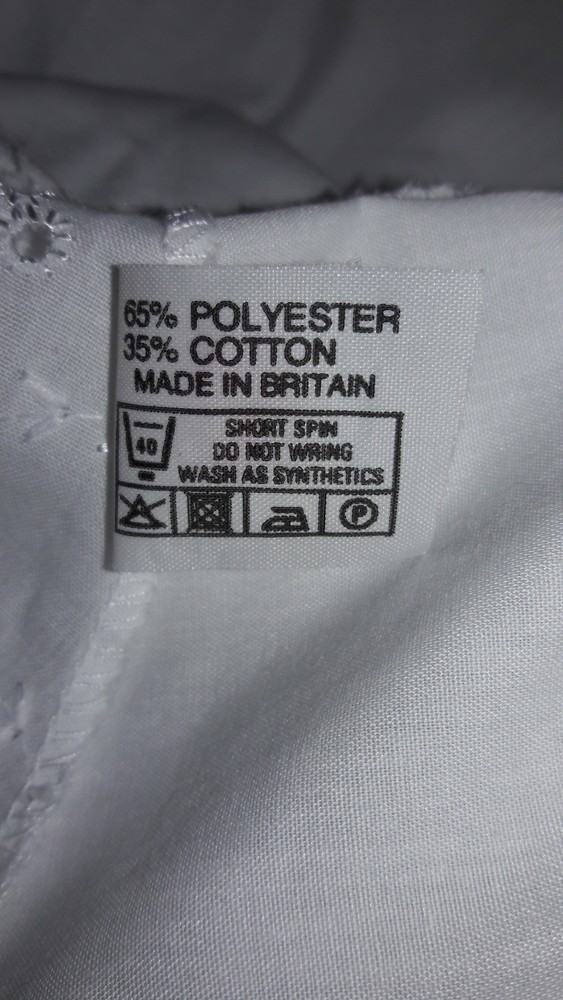 65% POLYESTER
35% COTTON
MADE IN BRITAIN
40
SHORT SPIN
DO NOT WRING
WASH AS SYNTHETICS
P